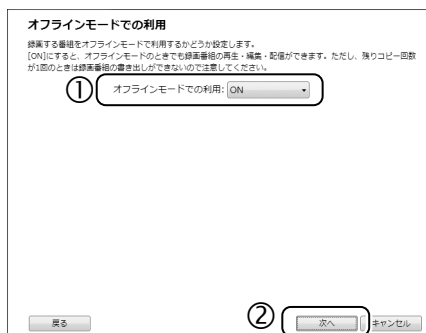 オフラインモードでの利用
録画する番組をオフラインモードで利用するかどうか設定します。
[ON]にすると、オフラインモードのときでも録画番組の再生・編集・配信ができます。ただし、残りコピー回数
が1回のときは録画番組の書き出しができないので注意してください。
① オフラインモードでの利用: ON
戻る ② 次へ キャンセル